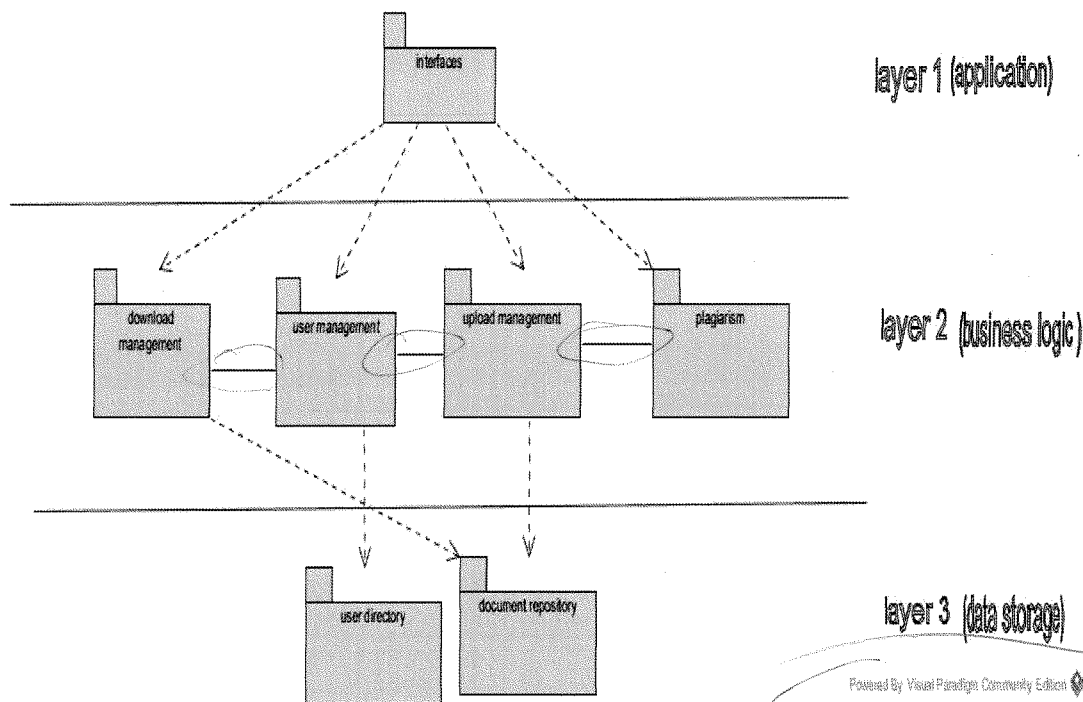 interfaces
layer 1 (application)
download
management
user management
upload management
plagiarism
layer 2 (business logic)
user directory
document repository
layer 3 (data storage)
Powered By Visual Paradigm Community Edition